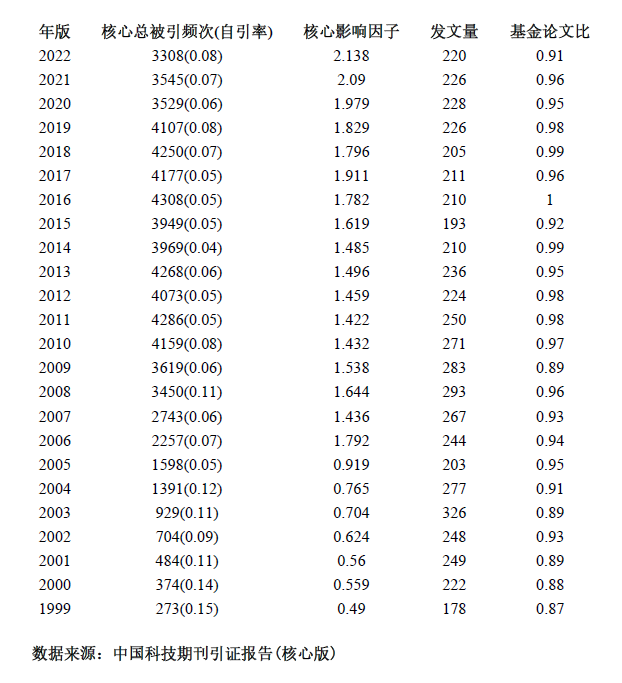 年版 核心总被引频次(自引率) 核心影响因子 发文量 基金论文比
2022 3308(0.08) 2.138 220 0.91
2021 3545(0.07) 2.09 226 0.96
2020 3529(0.06) 1.979 228 0.95
2019 4107(0.08) 1.829 226 0.98
2018 4250(0.07) 1.796 205 0.99
2017 4177(0.05) 1.911 211 0.96
2016 4308(0.05) 1.782 210 1
2015 3949(0.05) 1.619 193 0.92
2014 3969(0.04) 1.485 210 0.99
2013 4268(0.06) 1.496 236 0.95
2012 4073(0.05) 1.459 224 0.98
2011 4286(0.05) 1.422 250 0.98
2010 4159(0.08) 1.432 271 0.97
2009 3619(0.06) 1.538 283 0.89
2008 3450(0.11) 1.644 293 0.96
2007 2743(0.06) 1.436 267 0.93
2006 2257(0.07) 1.792 244 0.94
2005 1598(0.05) 0.919 203 0.95
2004 1391(0.12) 0.765 277 0.91
2003 929(0.11) 0.704 326 0.89
2002 704(0.09) 0.624 248 0.93
2001 484(0.11) 0.56 249 0.89
2000 374(0.14) 0.559 222 0.88
1999 273(0.15) 0.49 178 0.87
数据来源：中国科技期刊引证报告(核心版)